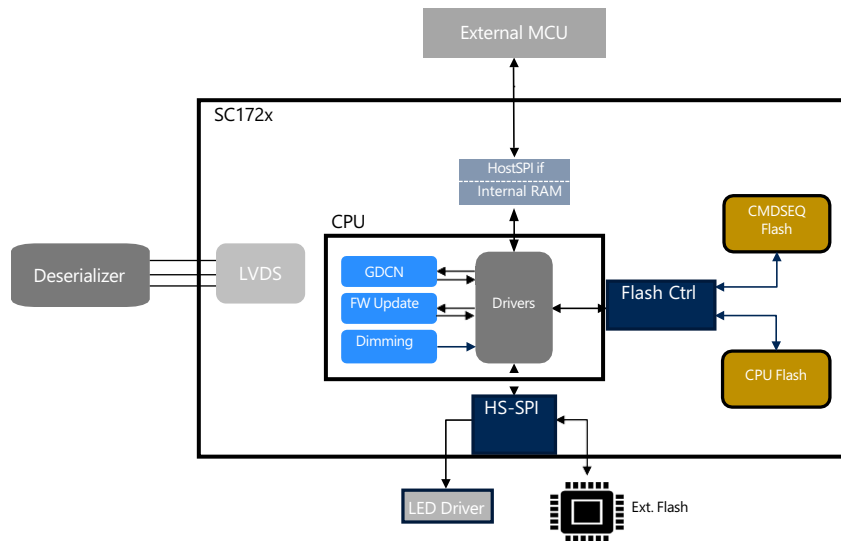 External MCU
SC172x
HostSPI if
Internal RAM
CPU
CMDSEQ
Flash
Deserializer
LVDS
GDCN
FW Update
Dimming
Drivers
Flash Ctrl
CPU Flash
HS-SPI
LED Driver
Ext. Flash